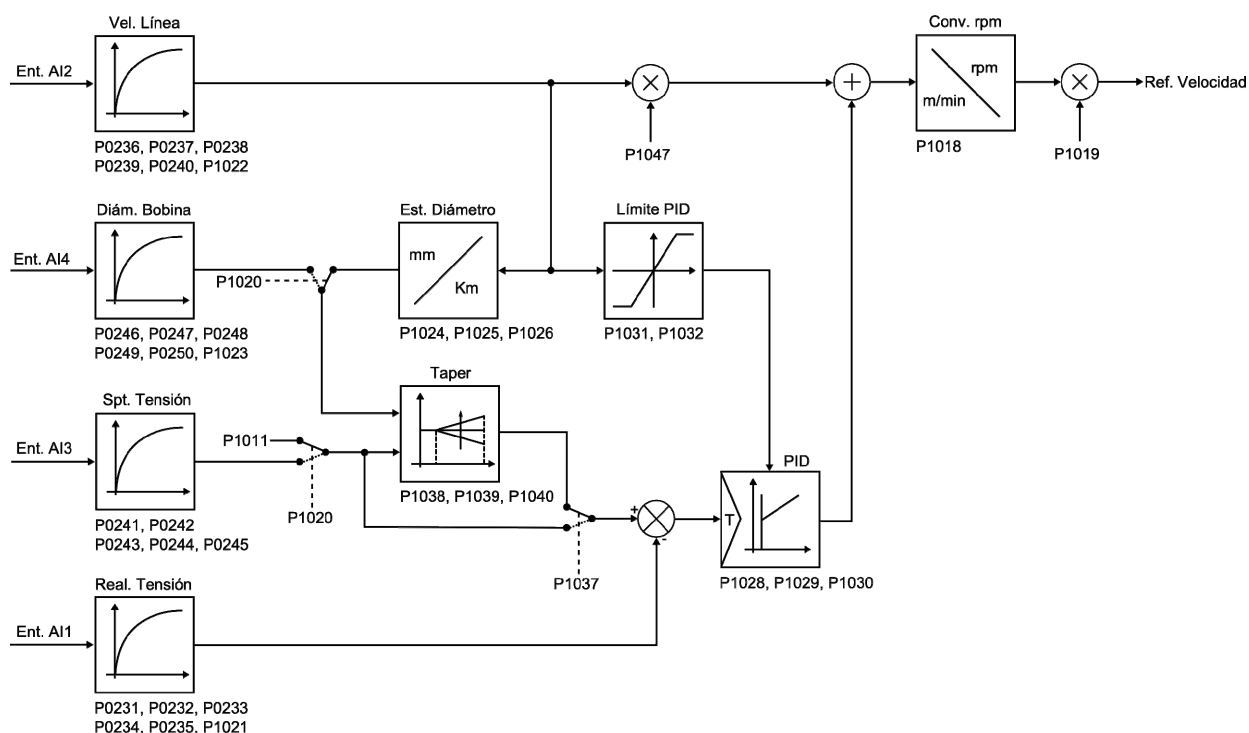 Vel. Línea
Conv. rpm
Ent. AI2
rpm
m/min
Ref. Velocidad
P0236, P0237, P0238
P0239, P0240, P1022
P1047
P1018
P1019
Diám. Bobina
Est. Diámetro
Límite PID
Ent. AI4
mm
Km
P1020
P0246, P0247, P0248
P0249, P0250, P1023
P1024, P1025, P1026
P1031, P1032
Taper
Spt. Tensión
P1011
Ent. AI3
PID
P1038, P1039, P1040
P1020
+
T
-
P0241, P0242
P0243, P0244, P0245
P1037
P1028, P1029, P1030
Real. Tensión
Ent. AI1
P0231, P0232, P0233
P0234, P0235, P1021